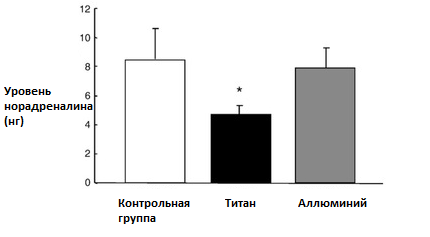 12
10
8
6
4
2
0
Уровень
норадреналина
(нг)
*
Контрольная
группа
Титан
Аллюминий